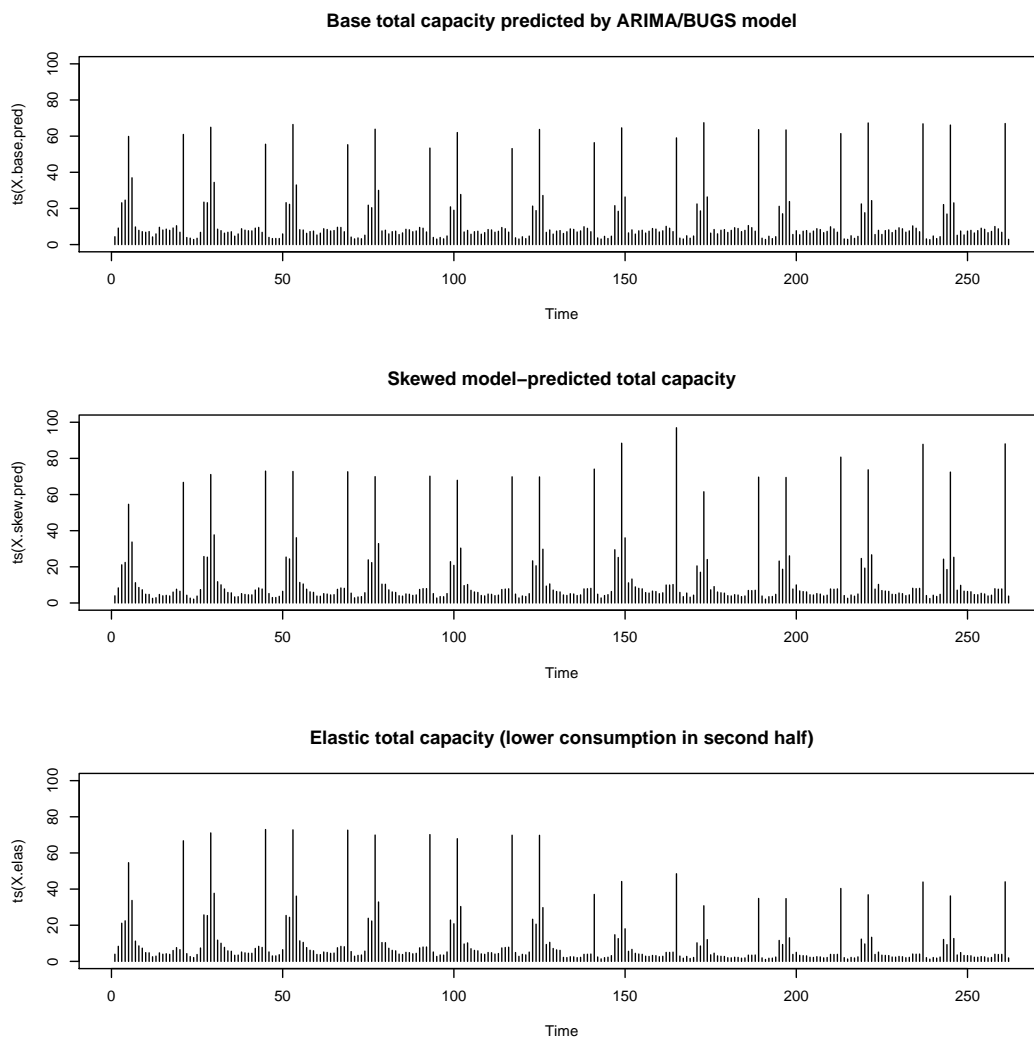 Base total capacity predicted by ARIMA/BUGS model
ts(X.base.pred)
100
80
60
40
20
0
0 50 100 150 200 250
Time
Skewed model−predicted total capacity
ts(X.skew.pred)
100
80
60
40
20
0
0 50 100 150 200 250
Time
Elastic total capacity (lower consumption in second half)
ts(X.elas)
100
80
60
40
20
0
0 50 100 150 200 250
Time